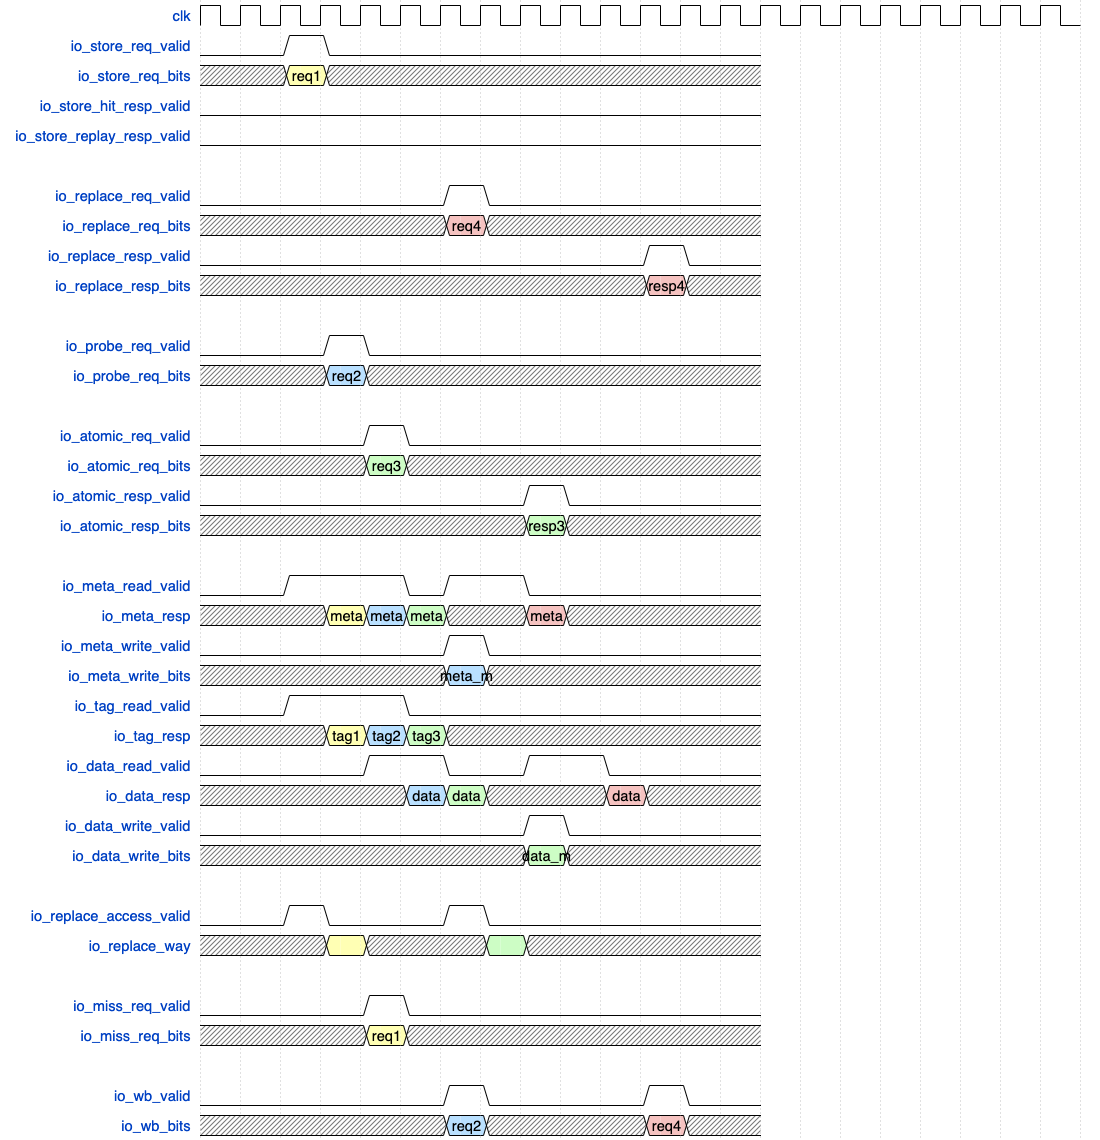 clk
io_store_req_valid
io_store_req_bits req1
io_store_hit_resp_valid
io_store_replay_resp_valid
io_replace_req_valid
io_replace_req_bits req4
io_replace_resp_valid
io_replace_resp_bits resp4
io_probe_req_valid
io_probe_req_bits req2
io_atomic_req_valid
io_atomic_req_bits req3
io_atomic_resp_valid
io_atomic_resp_bits resp3
io_meta_read_valid
io_meta_resp meta meta meta meta
io_meta_write_valid
io_meta_write_bits meta_m
io_tag_read_valid
io_tag_resp tag1 tag2 tag3
io_data_read_valid
io_data_resp data data data
io_data_write_valid
io_data_write_bits data_m
io_replace_access_valid
io_replace_way
io_miss_req_valid
io_miss_req_bits req1
io_wb_valid
io_wb_bits req2 req4